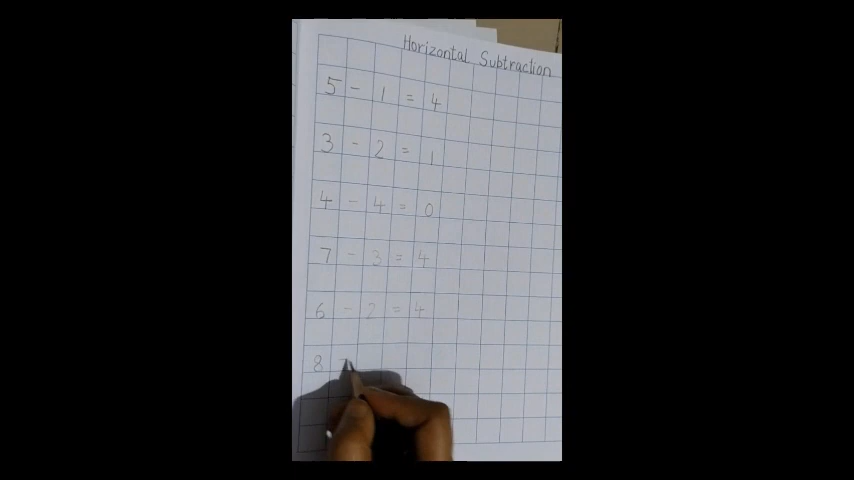 Horizontal Subtraction
5 - 1 = 4
3 - 2 = 1
4 - 4 = 0
7 - 3 = 4
6 - 2 = 4
8 -